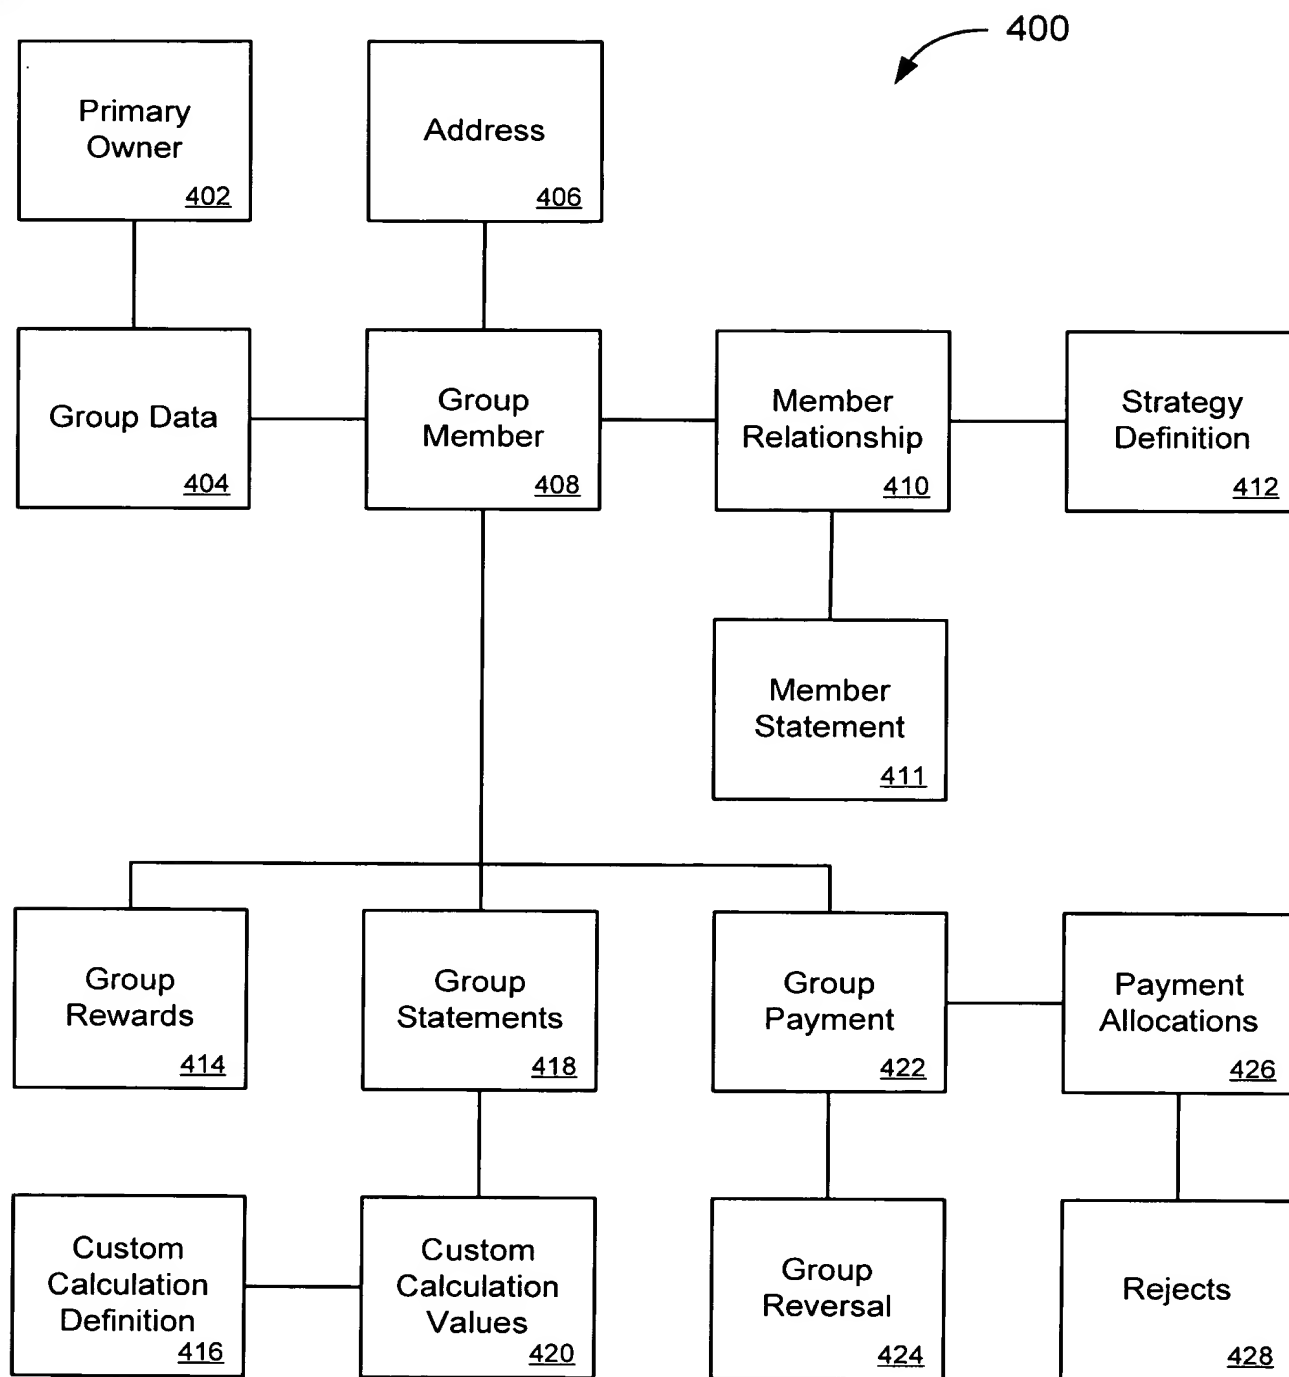 400
Primary
Owner
402
Address
406
Group Data
404
Group
Member
408
Member
Relationship
410
Strategy
Definition
412
Member
Statement
411
Group
Rewards
414
Group
Statements
418
Group
Payment
422
Payment
Allocations
426
Custom
Calculation
Definition
416
Custom
Calculation
Values
420
Group
Reversal
424
Rejects
428